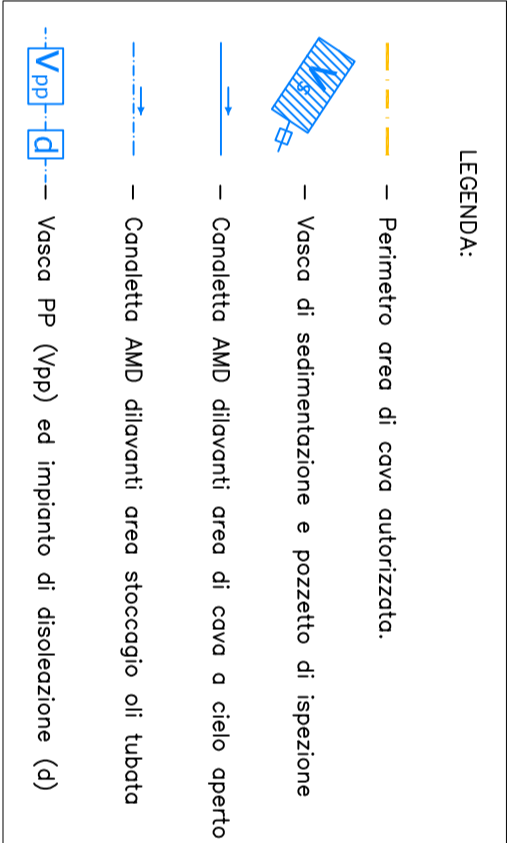 LEGENDA:
– Perimetro area di cava autorizzata.
Vs – Vasca di sedimentazione e pozzetto di ispezione
– Canaletta AMD dilavanti area di cava a cielo aperto
– Canaletta AMD dilavanti area stoccagio oli tubata
Vpp d – Vasca PP (Vpp) ed impianto di disoleazione (d)